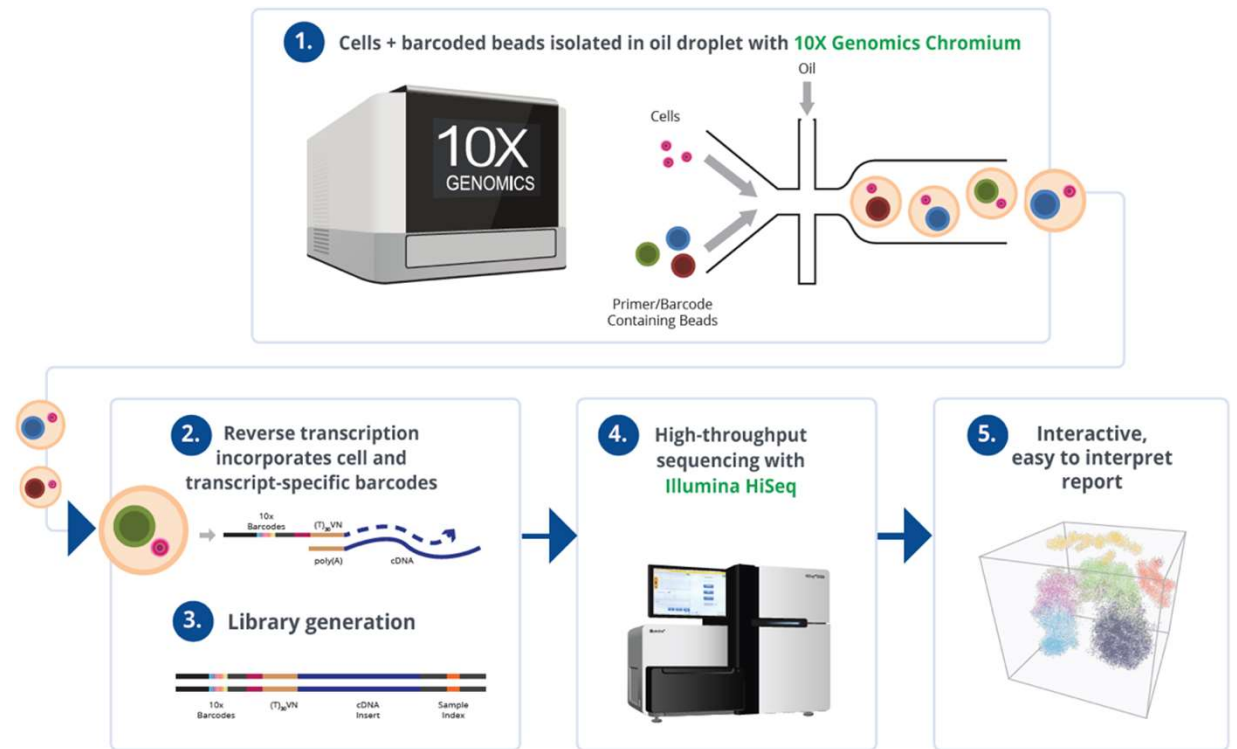 1. Cells + barcoded beads isolated in oil droplet with 10X Genomics Chromium
10X
GENOMICS
Oil
Cells
Primer/Barcode
Containing Beads
2. Reverse transcription
incorporates cell and
transcript-specific barcodes
10x
Barcodes
(T)30VN
poly(A)
cDNA
3. Library generation
10x
Barcodes
(T)30VN
cDNA
Insert
Sample
Index
4. High-throughput
sequencing with
Illumina HiSeq
5. Interactive,
easy to interpret
report